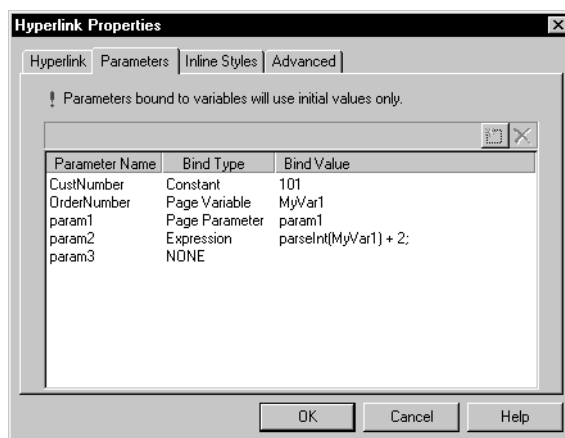 Hyperlink Properties
Hyperlink Parameters Inline Styles Advanced
! Parameters bound to variables will use initial values only.
Parameter Name Bind Type Bind Value
CustNumber Constant 101
OrderNumber Page Variable MyVar1
param1 Page Parameter param1
param2 Expression parseInt(MyVar1) + 2;
param3 NONE
OK Cancel Help